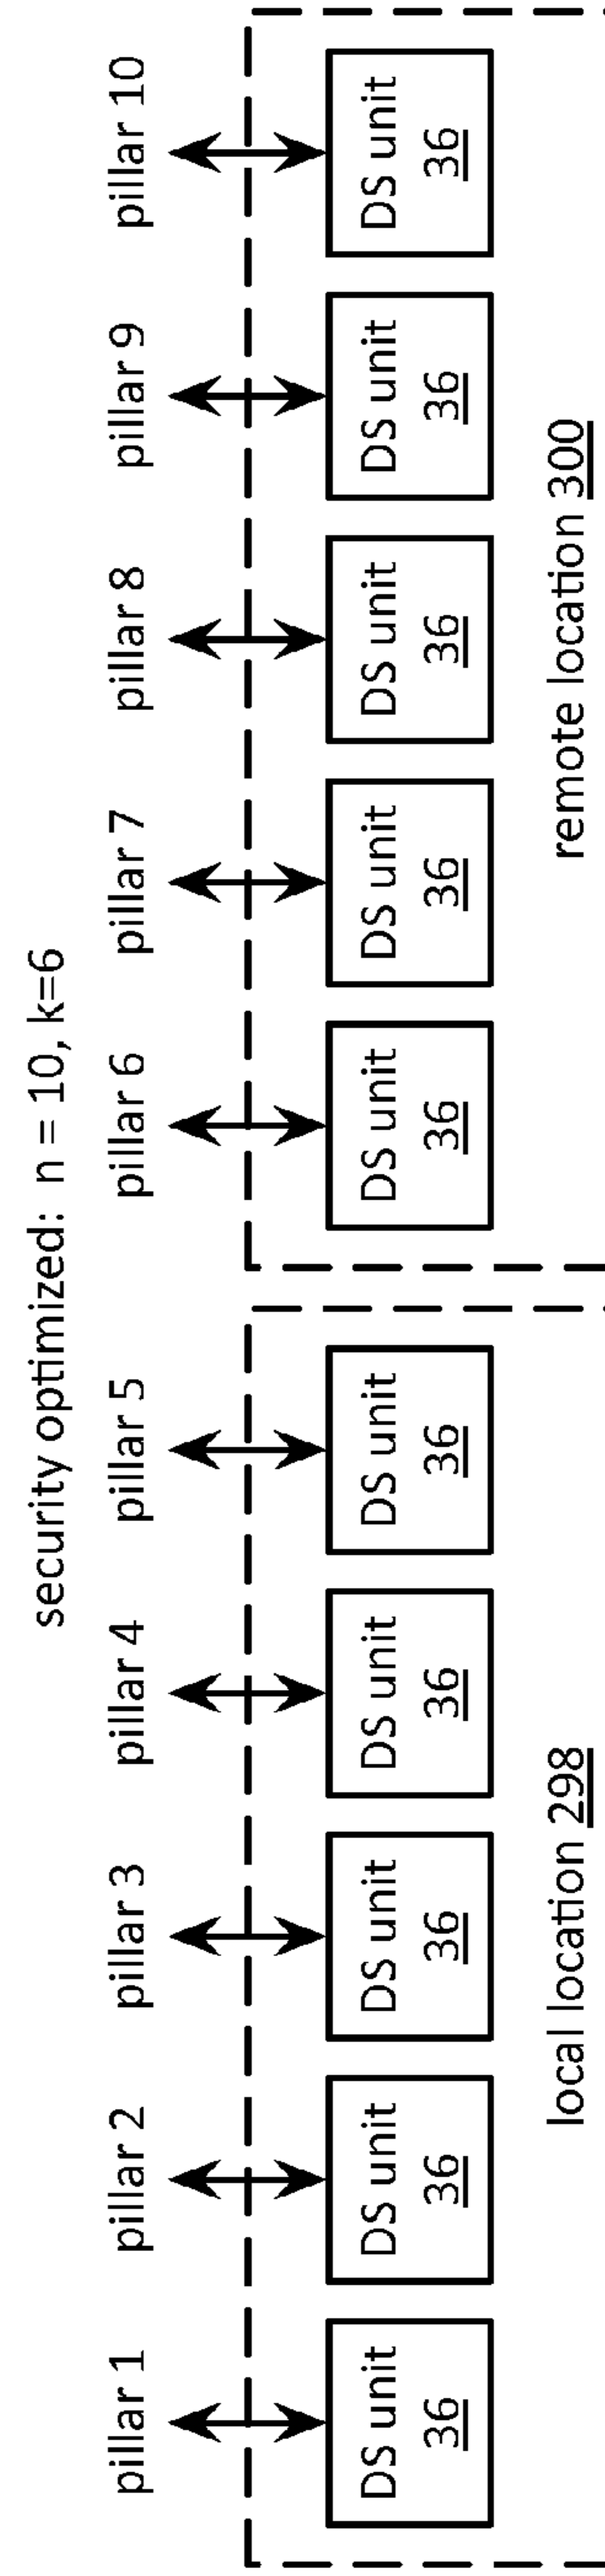 security optimized: n = 10, k=6
pillar 1
pillar 2
pillar 3
pillar 4
pillar 5
pillar 6
pillar 7
pillar 8
pillar 9
pillar 10
DS unit
36
DS unit
36
DS unit
36
DS unit
36
DS unit
36
DS unit
36
DS unit
36
DS unit
36
DS unit
36
DS unit
36
local location 298
remote location 300